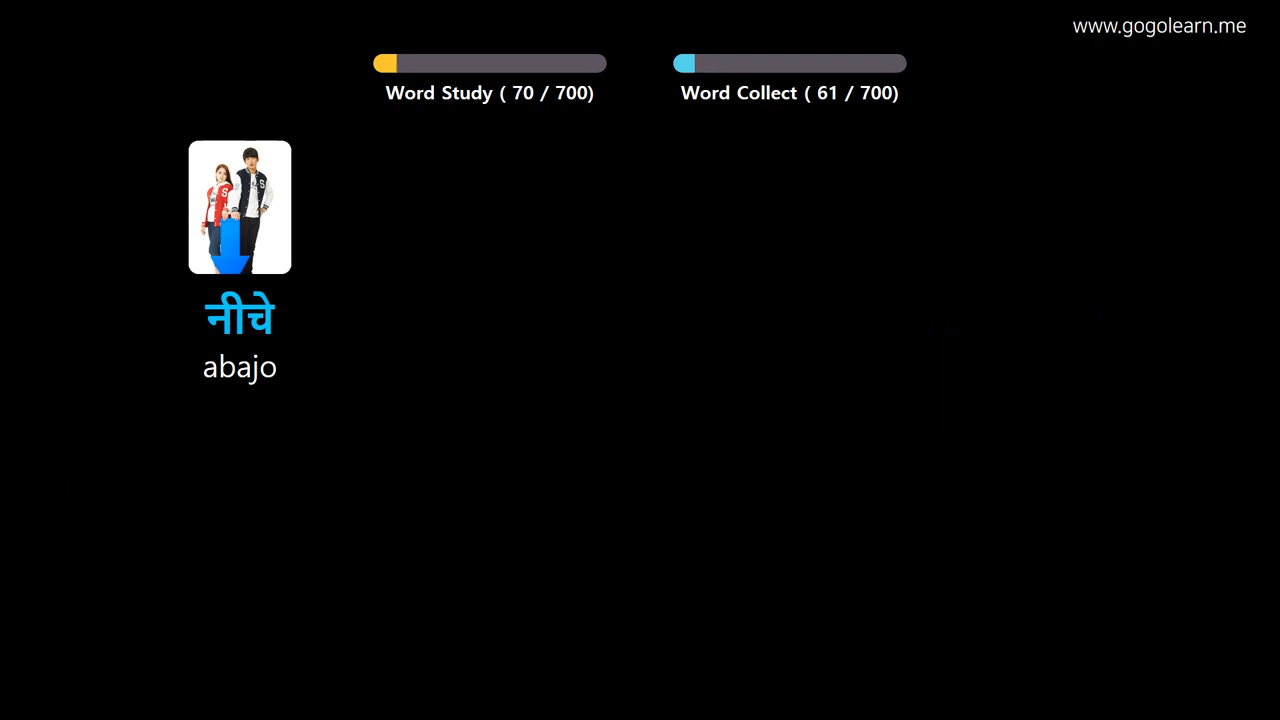 www.gogolearn.me
Word Study ( 70 / 700)
Word Collect ( 61 / 700)
S
S
नीचे
abajo